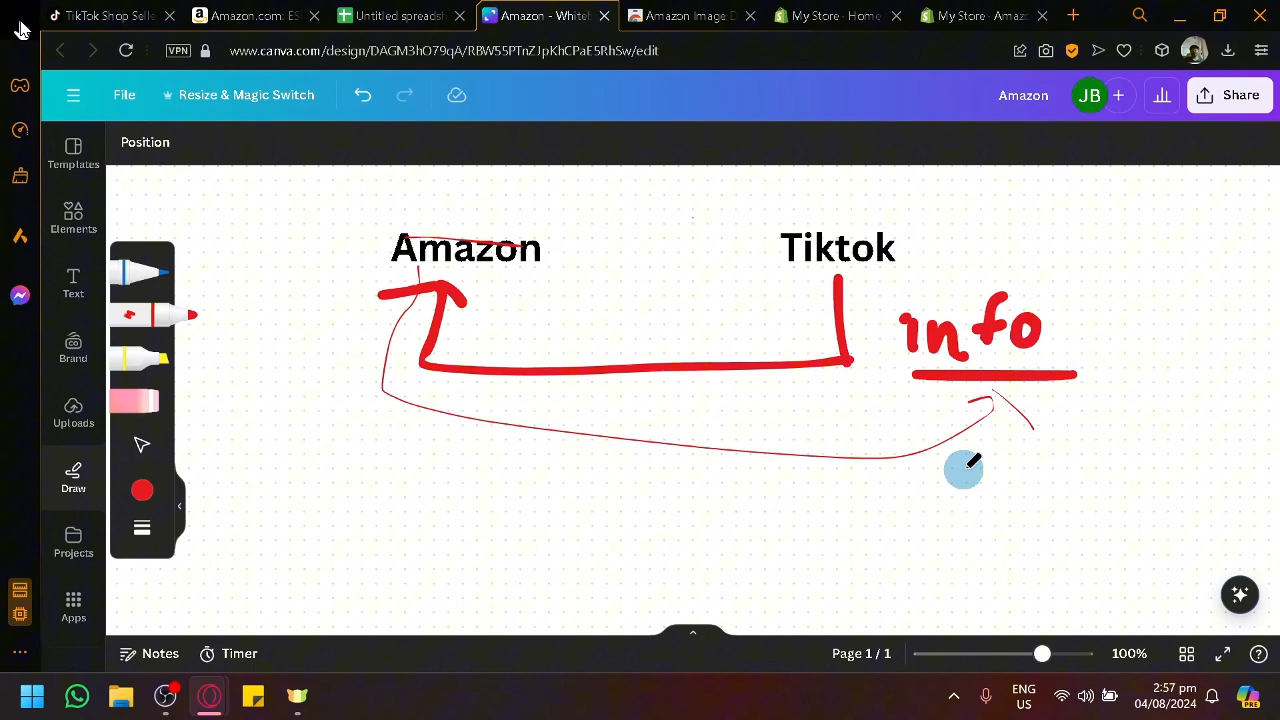 TikTok Shop Selle
Amazon.com: ES
Untitled spreadsh
Amazon - Whiteb
Amazon Image D
My Store - Home
My Store - Amazo
VPN
www.canva.com/design/DAGM3hO79qA/RBW55PTnZJpKhCPaE5RhSw/edit
File
Resize & Magic Switch
Amazon
JB
Share
Templates
Position
Elements
Text
Brand
Uploads
Draw
Projects
Apps
Amazon
Tiktok
info
Notes
Timer
Page 1 / 1
100%
ENG
US
2:57 pm
04/08/2024
PRE